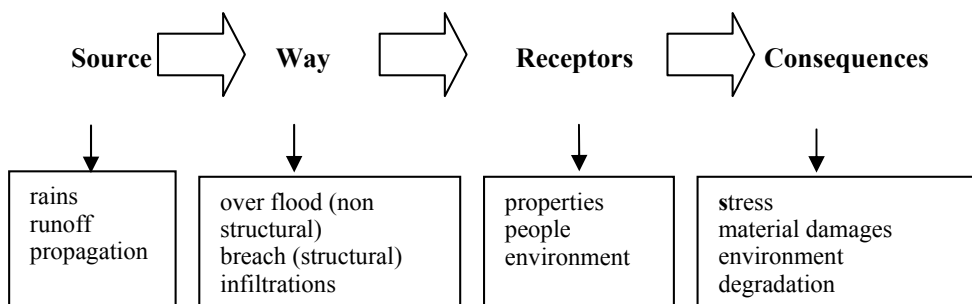 Source Way Receptors Consequences
rains
runoff
propagation
over flood (non
structural)
breach (structural)
infiltrations
properties
people
environment
stress
material damages
environment
degradation